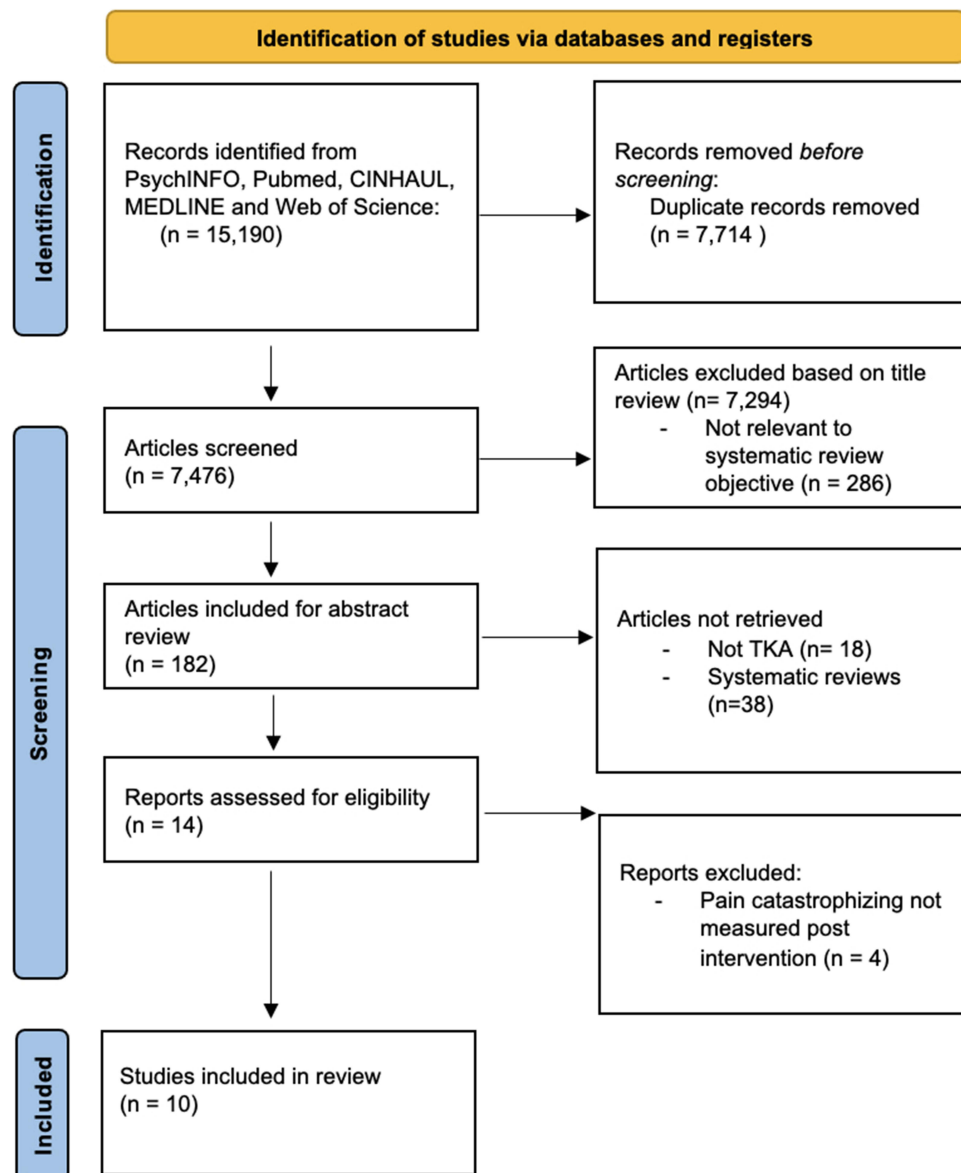 Identification of studies via databases and registers
Identification
Records identified from
PsychINFO, Pubmed, CINHAUL,
MEDLINE and Web of Science:
(n = 15,190)
Records removed before
screening:
Duplicate records removed
(n = 7,714 )
Screening
Articles screened
(n = 7,476)
Articles excluded based on title
review (n= 7,294)
- Not relevant to
systematic review
objective (n = 286)
Articles included for abstract
review
(n = 182)
Articles not retrieved
- Not TKA (n= 18)
- Systematic reviews
(n=38)
Reports assessed for eligibility
(n = 14)
Reports excluded:
- Pain catastrophizing not
measured post
intervention (n = 4)
Included
Studies included in review
(n = 10)